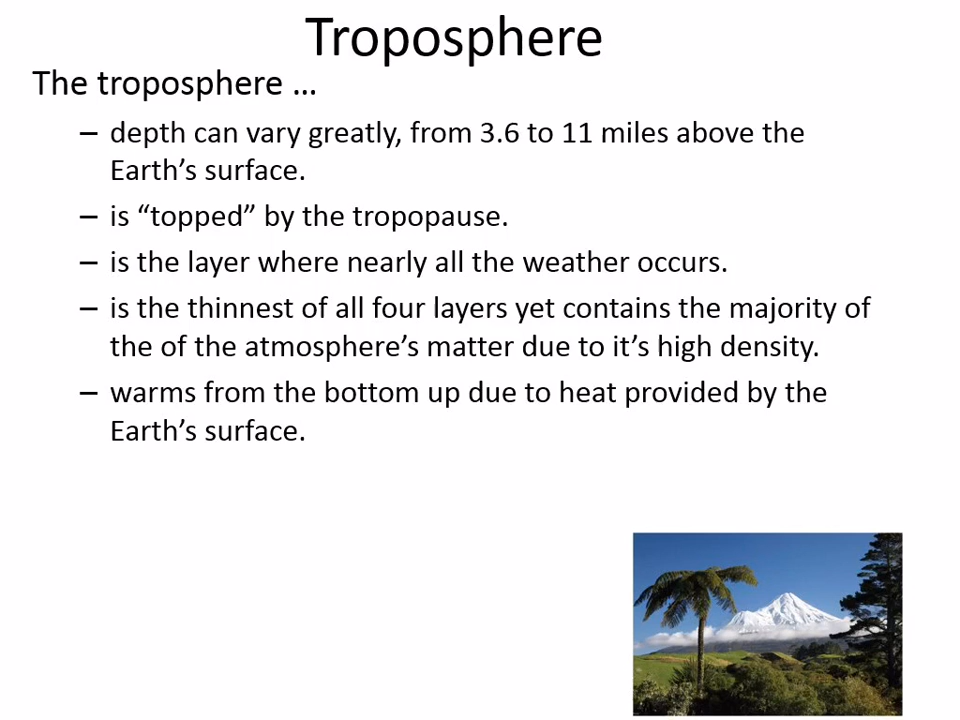 Troposphere
The troposphere …
– depth can vary greatly, from 3.6 to 11 miles above the
Earth’s surface.
– is “topped” by the tropopause.
– is the layer where nearly all the weather occurs.
– is the thinnest of all four layers yet contains the majority of
the of the atmosphere’s matter due to it’s high density.
– warms from the bottom up due to heat provided by the
Earth’s surface.